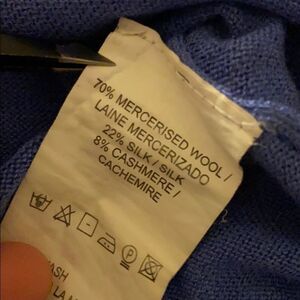 70% MERCERISED WOOL /
LAINE MERCERIZADO
22% SILK / SILK
8% CASHMERE /
CACHEMIRE
P